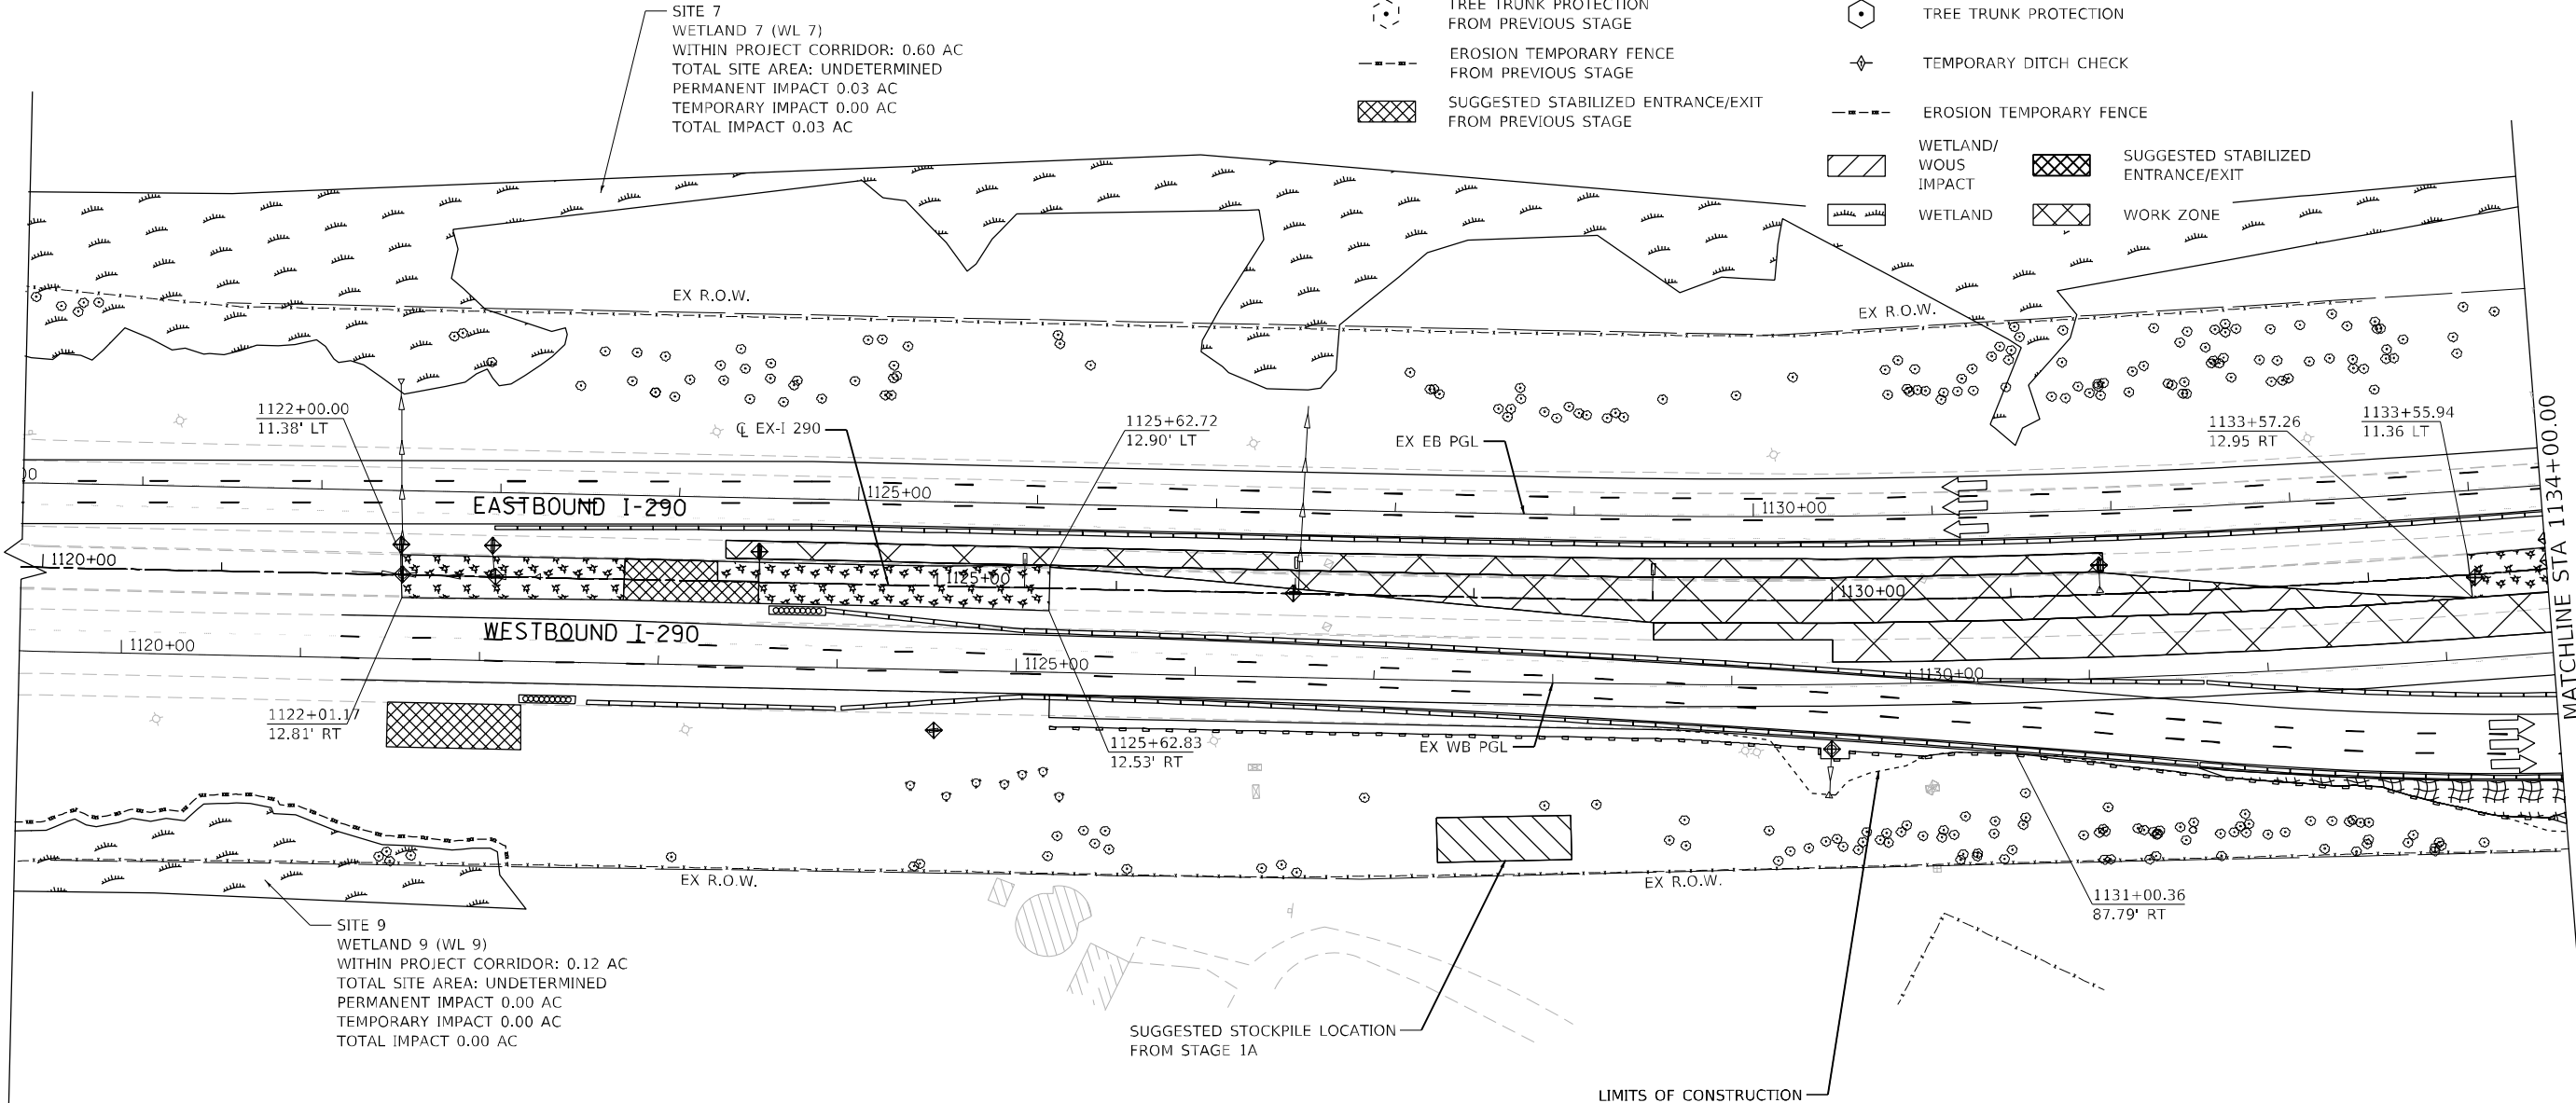 SITE 7
WETLAND 7 (WL 7)
WITHIN PROJECT CORRIDOR: 0.60 AC
TOTAL SITE AREA: UNDETERMINED
PERMANENT IMPACT 0.03 AC
TEMPORARY IMPACT 0.00 AC
TOTAL IMPACT 0.03 AC
TREE TRUNK PROTECTION
FROM PREVIOUS STAGE
EROSION TEMPORARY FENCE
FROM PREVIOUS STAGE
SUGGESTED STABILIZED ENTRANCE/EXIT
FROM PREVIOUS STAGE
TREE TRUNK PROTECTION
TEMPORARY DITCH CHECK
EROSION TEMPORARY FENCE
WETLAND/
WOUS
IMPACT
SUGGESTED STABILIZED
ENTRANCE/EXIT
WETLAND
WORK ZONE
EX R.O.W.
EX R.O.W.
1122+00.00
11.38' LT
℄ EX-I 290
1125+62.72
12.90' LT
EX EB PGL
1133+57.26
12.95 RT
1133+55.94
11.36 LT
MATCHLINE STA 1134+00.00
00
1125+00
1130+00
EASTBOUND I-290
1120+00
1125+00
1130+00
WESTBOUND I-290
1120+00
1125+00
1130+00
1122+01.17
12.81' RT
1125+62.83
12.53' RT
EX WB PGL
EX R.O.W.
EX R.O.W.
1131+00.36
87.79' RT
SITE 9
WETLAND 9 (WL 9)
WITHIN PROJECT CORRIDOR: 0.12 AC
TOTAL SITE AREA: UNDETERMINED
PERMANENT IMPACT 0.00 AC
TEMPORARY IMPACT 0.00 AC
TOTAL IMPACT 0.00 AC
SUGGESTED STOCKPILE LOCATION
FROM STAGE 1A
LIMITS OF CONSTRUCTION